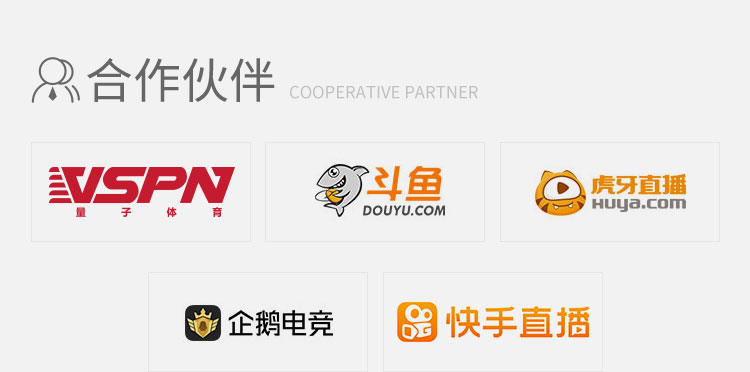 合作伙伴 COOPERATIVE PARTNER
VSPN
量子体育
斗鱼
DOUYU.COM
虎牙直播
HUYa.com
企鹅电竞
快手直播